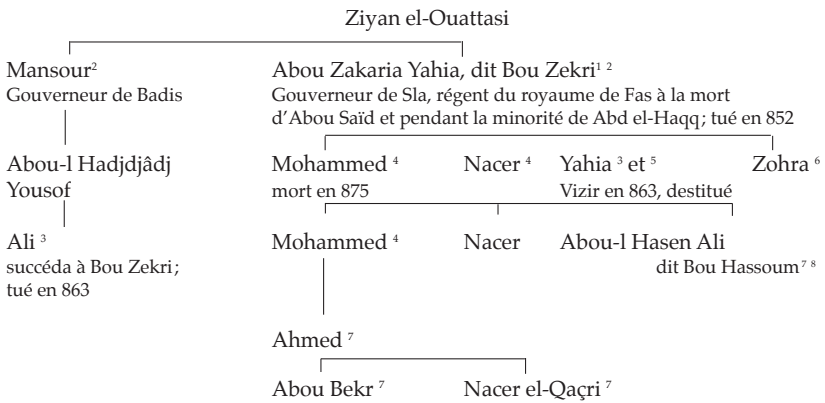 Ziyan el-Ouattasi
Mansour² Abou Zakaria Yahia, dit Bou Zekri¹ ²
Gouverneur de Badis Gouverneur de Sla, régent du royaume de Fas à la mort
d'Abou Saïd et pendant la minorité de Abd el-Haqq; tué en 852
Abou-l Hadjdjâdj Mohammed ⁴ Nacer ⁴ Yahia ³ et ⁵ Zohra ⁶
Yousof mort en 875 Vizir en 863, destitué
Ali ³ Mohammed ⁴ Nacer Abou-l Hasen Ali
succéda à Bou Zekri; dit Bou Hassoum⁷ ⁸
tué en 863
Ahmed ⁷
Abou Bekr ⁷ Nacer el-Qaçri ⁷